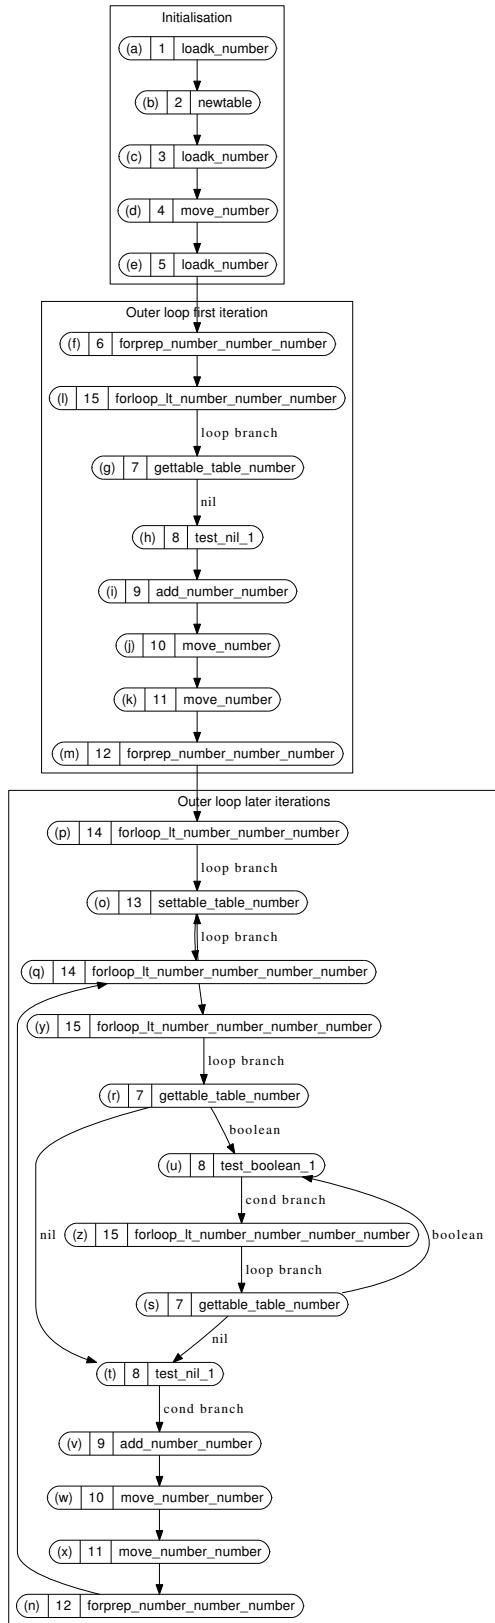 Initialisation
(a) 1 loadk_number
(b) 2 newtable
(c) 3 loadk_number
(d) 4 move_number
(e) 5 loadk_number
Outer loop first iteration
(f) 6 forprep_number_number_number
(l) 15 forloop_lt_number_number_number
loop branch
(g) 7 gettable_table_number
nil
(h) 8 test_nil_1
(i) 9 add_number_number
(j) 10 move_number
(k) 11 move_number
(m) 12 forprep_number_number_number
Outer loop later iterations
(p) 14 forloop_lt_number_number_number
loop branch
(o) 13 settable_table_number
loop branch
(q) 14 forloop_lt_number_number_number_number
(y) 15 forloop_lt_number_number_number_number
loop branch
(r) 7 gettable_table_number
boolean
(u) 8 test_boolean_1
cond branch
nil
(z) 15 forloop_lt_number_number_number_number
boolean
loop branch
(s) 7 gettable_table_number
nil
(t) 8 test_nil_1
cond branch
(v) 9 add_number_number
(w) 10 move_number_number
(x) 11 move_number_number
(n) 12 forprep_number_number_number